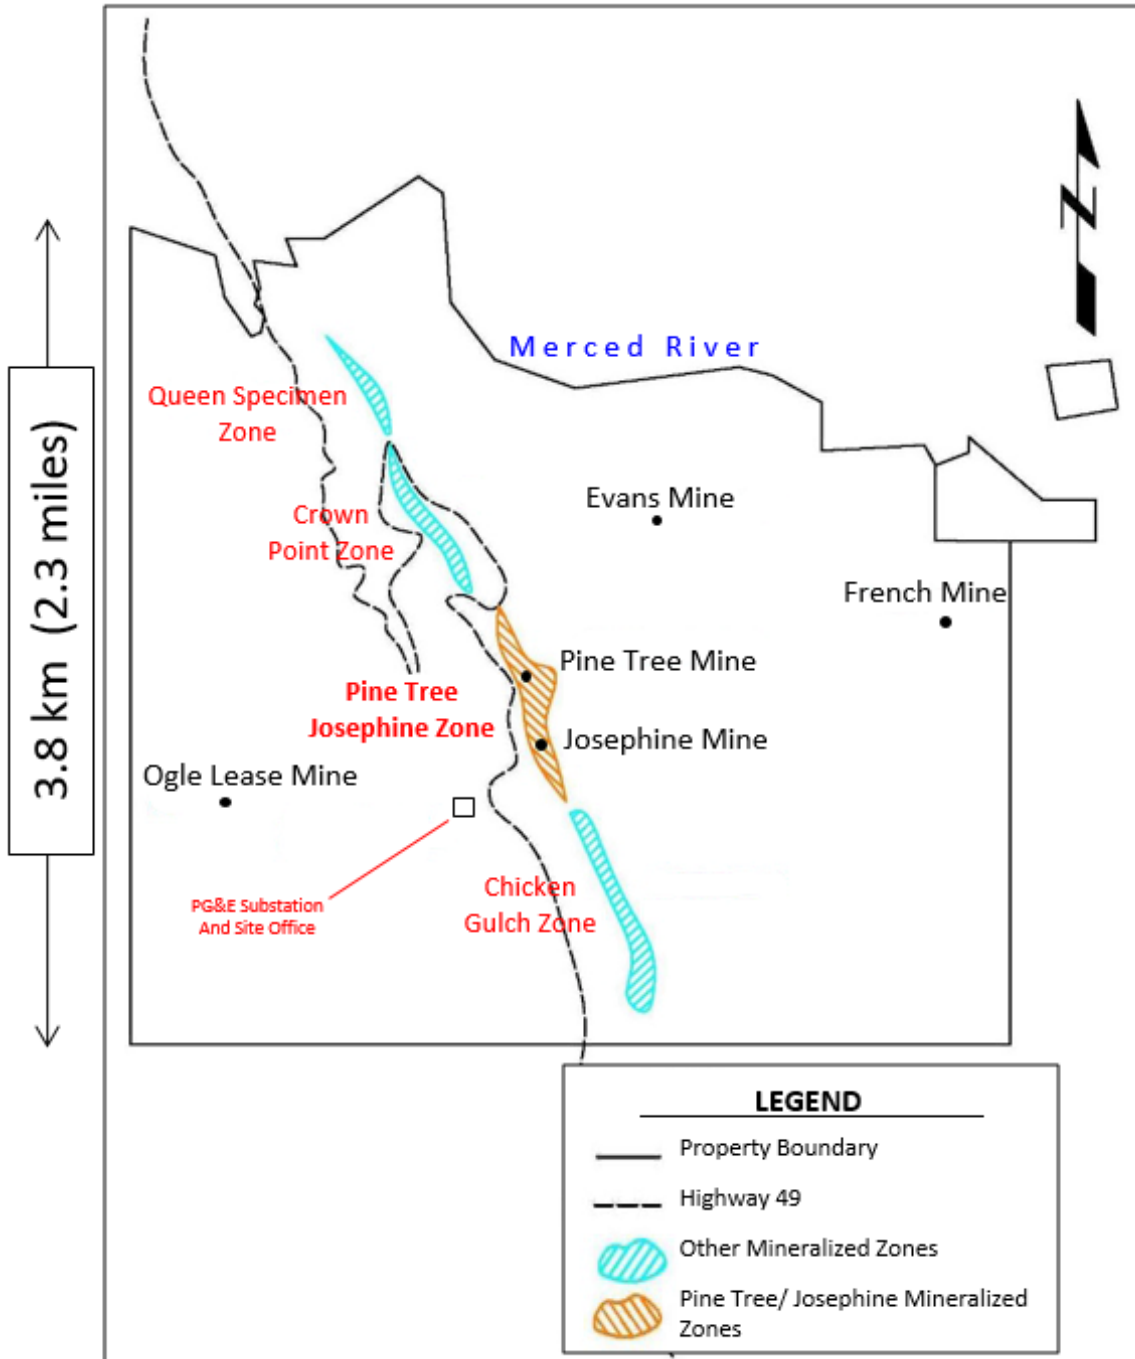 N
3.8 km (2.3 miles)
Merced River
Queen Specimen
Zone
Evans Mine
Crown
Point Zone
French Mine
Pine Tree Mine
Pine Tree
Josephine Zone
Josephine Mine
Ogle Lease Mine
Chicken
Gulch Zone
PG&E Substation
And Site Office
LEGEND
Property Boundary
Highway 49
Other Mineralized Zones
Pine Tree/ Josephine Mineralized
Zones